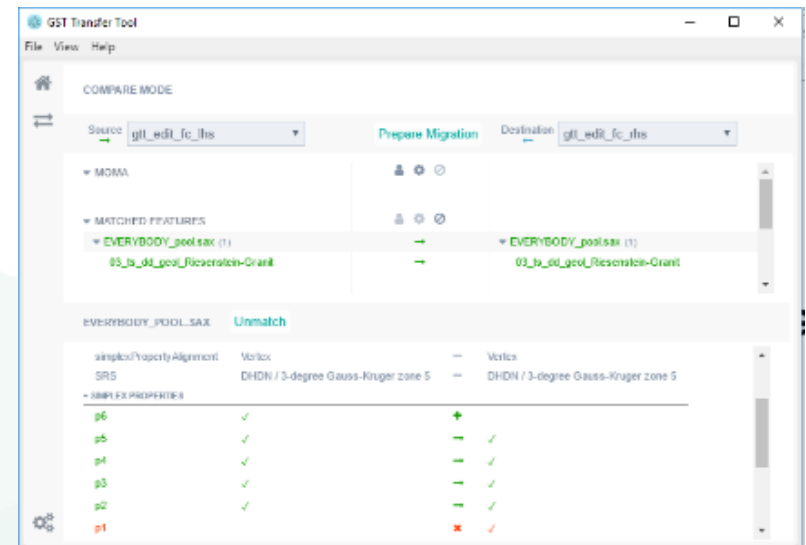 GST Transfer Tool
File View Help
COMPARE MODE
Source gtt_edit_fc_lhs Prepare Migration Destination gtt_edit_fc_rhs
MOMA
MATCHED FEATURES
EVERYBODY_pool.sax (1) → EVERYBODY_pool.sax (1)
03_ts_dd_geol_Riesenstein-Granit → 03_ts_dd_geol_Riesenstein-Granit
EVERYBODY_POOL.SAX Unmatch
simplexPropertyAlignment Vertex — Vertex
SRS DHDN / 3-degree Gauss-Kruger zone 5 — DHDN / 3-degree Gauss-Kruger zone 5
SIMPLEX PROPERTIES
p6 ✓ +
p5 ✓ → ✓
p4 ✓ → ✓
p3 ✓ → ✓
p2 ✓ → ✓
p1 ✖ ✓